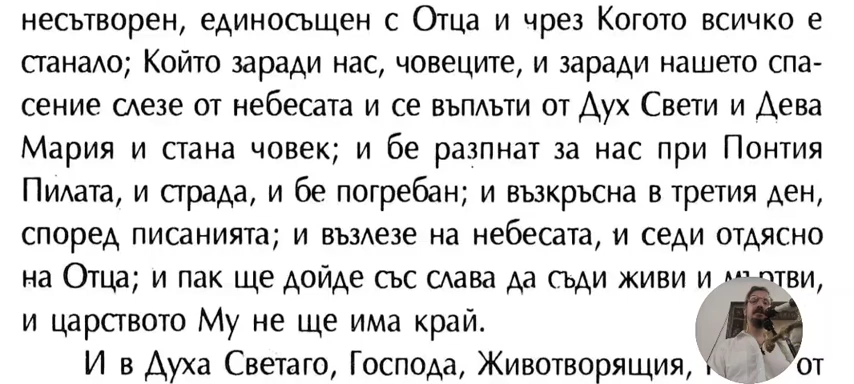 несътворен, единосъщен с Отца и чрез Когото всичко е
станало; Който заради нас, човеците, и заради нашето спа-
сение слезе от небесата и се въплъти от Дух Свети и Дева
Мария и стана човек; и бе разпнат за нас при Понтия
Пилата, и страда, и бе погребан; и възкръсна в третия ден,
според писанията; и възлезе на небесата, и седи отдясно
на Отца; и пак ще дойде със слава да съди живи и мъртви,
и царството Му не ще има край.
И в Духа Светаго, Господа, Животворящия, от